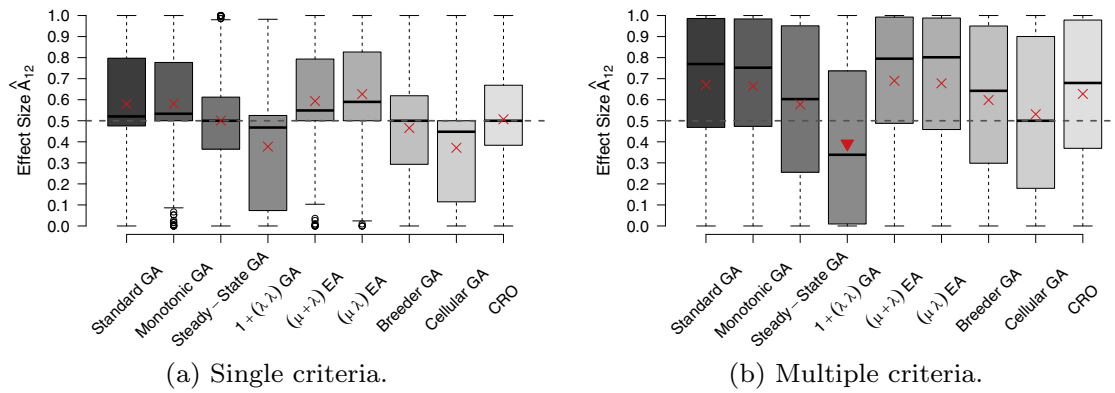 Effect Size Â₁₂
1.0
0.9
0.8
0.7
0.6
0.5
0.4
0.3
0.2
0.1
0.0
Standard GA
Monotonic GA
Steady − State GA
1 + (λ, λ) GA
(μ + λ) EA
(μ, λ) EA
Breeder GA
Cellular GA
CRO
(a) Single criteria.
Effect Size Â₁₂
1.0
0.9
0.8
0.7
0.6
0.5
0.4
0.3
0.2
0.1
0.0
Standard GA
Monotonic GA
Steady − State GA
1 + (λ, λ) GA
(μ + λ) EA
(μ, λ) EA
Breeder GA
Cellular GA
CRO
(b) Multiple criteria.